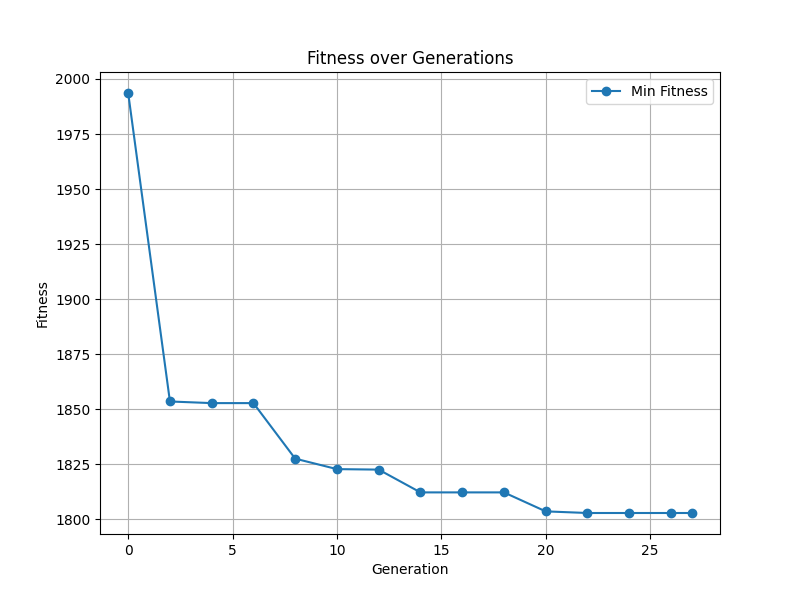 Fitness over Generations
Min Fitness
Fitness
2000
1975
1950
1925
1900
1875
1850
1825
1800
0 5 10 15 20 25
Generation